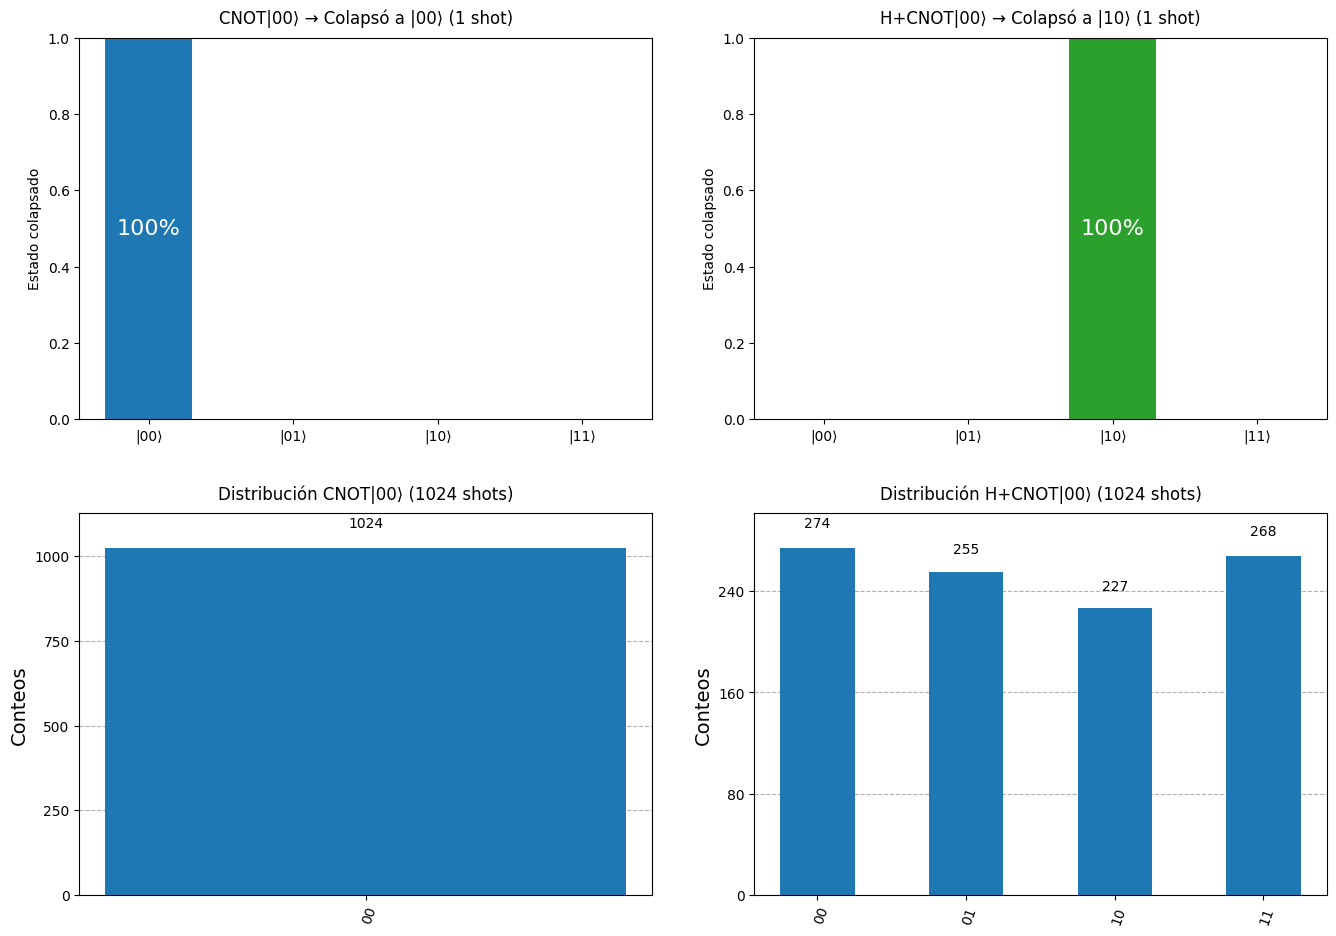 CNOT|00⟩ → Colapsó a |00⟩ (1 shot)
Estado colapsado
1.0
0.8
0.6
0.4
0.2
0.0
100%
|00⟩ |01⟩ |10⟩ |11⟩
H+CNOT|00⟩ → Colapsó a |10⟩ (1 shot)
Estado colapsado
1.0
0.8
0.6
0.4
0.2
0.0
100%
|00⟩ |01⟩ |10⟩ |11⟩
Distribución CNOT|00⟩ (1024 shots)
Conteos
1024
1000
750
500
250
0
00
Distribución H+CNOT|00⟩ (1024 shots)
Conteos
274 255 227 268
240
160
80
0
00 01 10 11